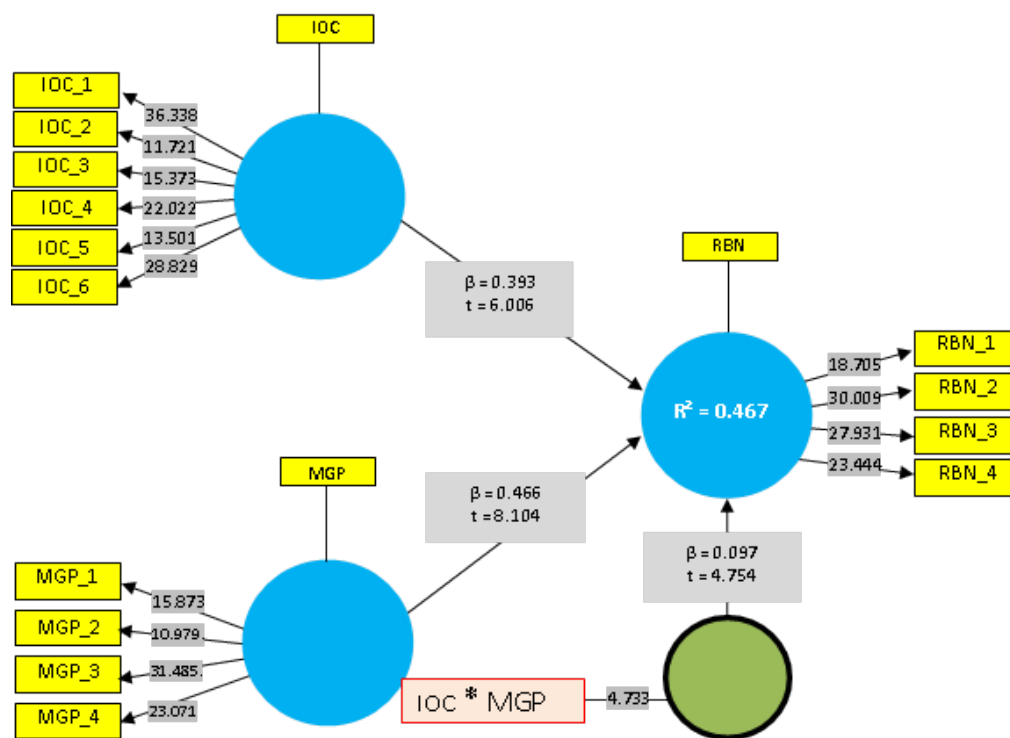 IOC
IOC_1
36.338
IOC_2
11.721
IOC_3
15.373
IOC_4
22.022
IOC_5
13.501
IOC_6
28.829
β = 0.393
t = 6.006
RBN
R² = 0.467
RBN_1
18.705
RBN_2
30.009
RBN_3
27.931
RBN_4
23.444
MGP
β = 0.466
t = 8.104
β = 0.097
t = 4.754
MGP_1
15.873
MGP_2
10.979
MGP_3
31.485.
MGP_4
23.071
IOC * MGP
4.733